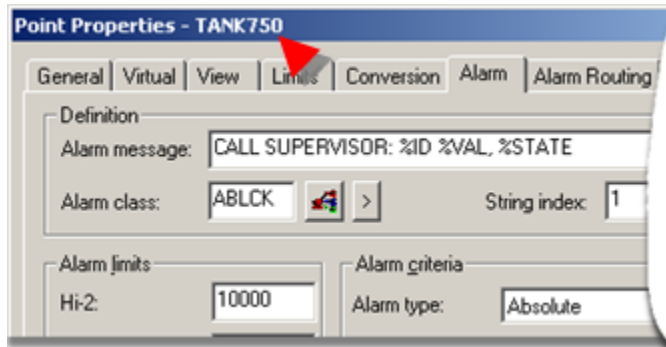 Point Properties - TANK750
General Virtual View Limits Conversion Alarm Alarm Routing
Definition
Alarm message: CALL SUPERVISOR: %ID %VAL, %STATE
Alarm class: ABLCK > String index: 1
Alarm limits Alarm criteria
Hi-2: 10000 Alarm type: Absolute